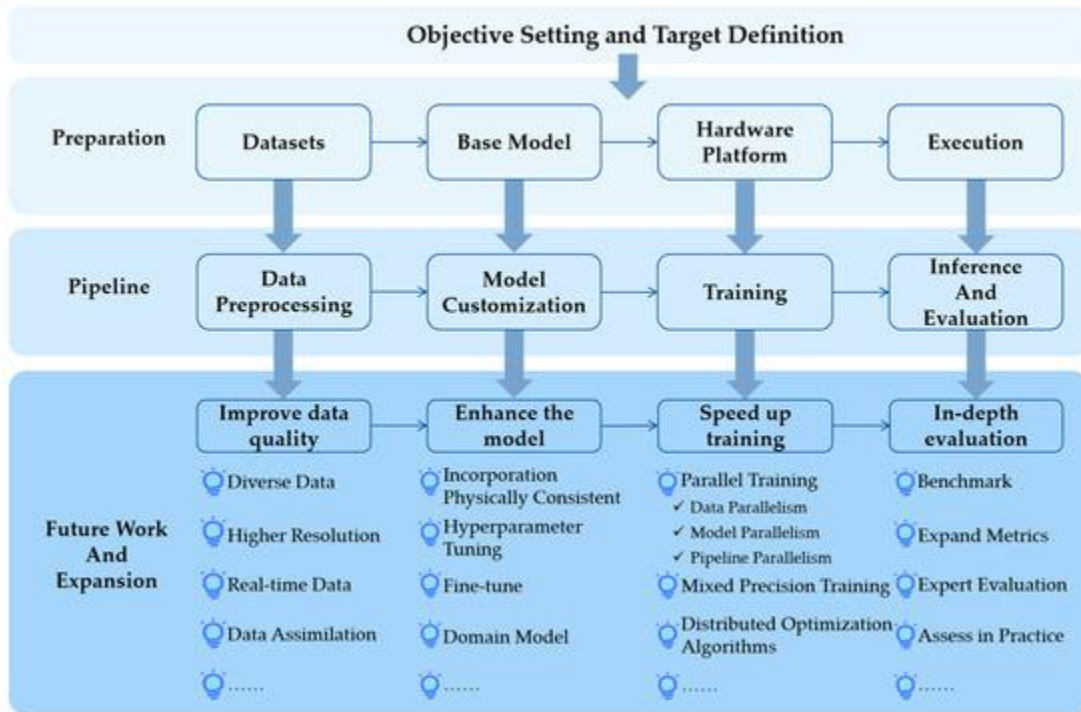 Objective Setting and Target Definition
Preparation
Datasets
Base Model
Hardware
Platform
Execution
Pipeline
Data
Preprocessing
Model
Customization
Training
Inference
And
Evaluation
Future Work
And
Expansion
Improve data
quality
Diverse Data
Higher Resolution
Real-time Data
Data Assimilation
......
Enhance the
model
Incorporation
Physically Consistent
Hyperparameter
Tuning
Fine-tune
Domain Model
......
Speed up
training
Parallel Training
✓ Data Parallelism
✓ Model Parallelism
✓ Pipeline Parallelism
Mixed Precision Training
Distributed Optimization
Algorithms
......
In-depth
evaluation
Benchmark
Expand Metrics
Expert Evaluation
Assess in Practice
......